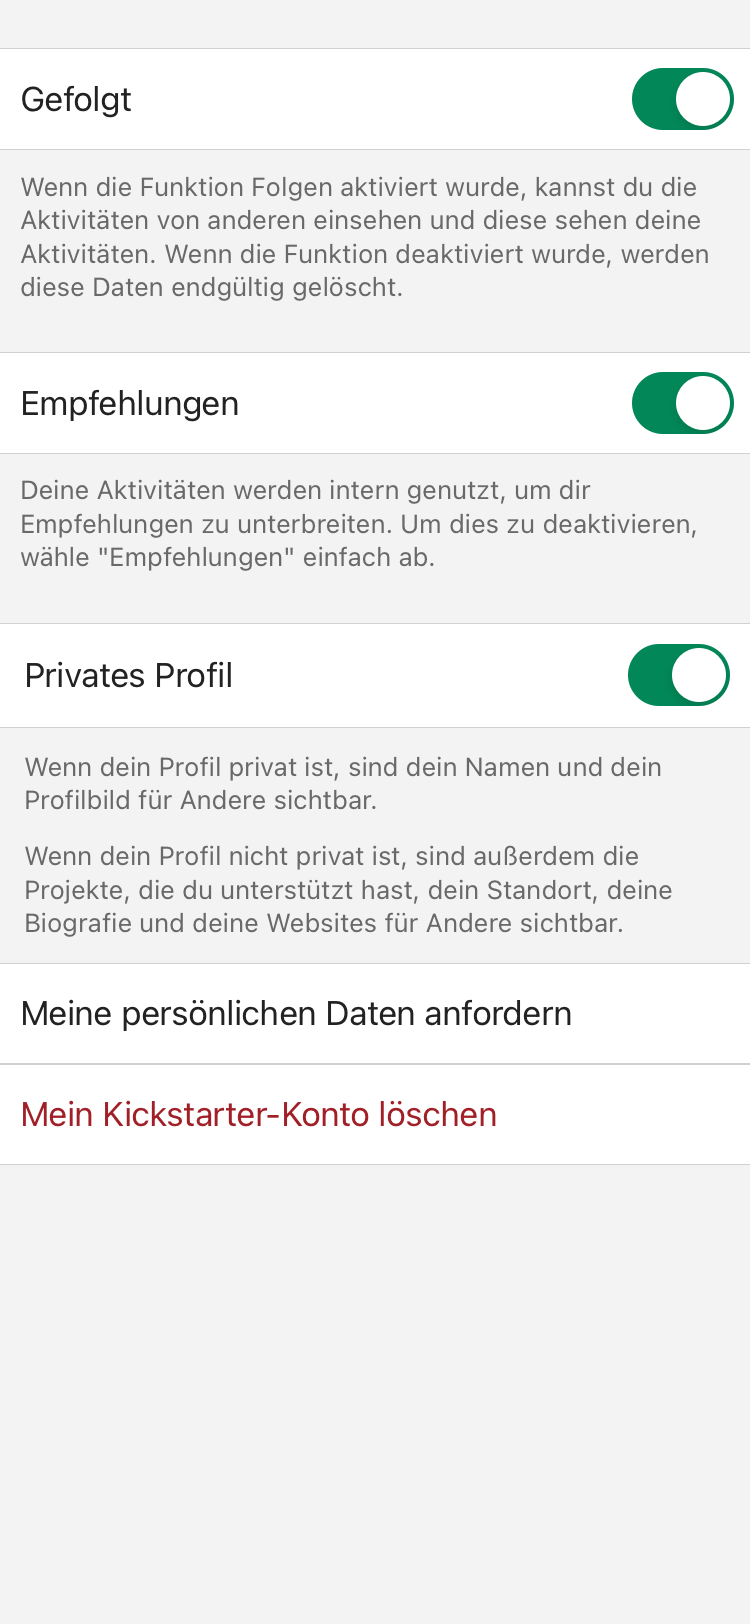 Gefolgt
Wenn die Funktion Folgen aktiviert wurde, kannst du die
Aktivitäten von anderen einsehen und diese sehen deine
Aktivitäten. Wenn die Funktion deaktiviert wurde, werden
diese Daten endgültig gelöscht.
Empfehlungen
Deine Aktivitäten werden intern genutzt, um dir
Empfehlungen zu unterbreiten. Um dies zu deaktivieren,
wähle "Empfehlungen" einfach ab.
Privates Profil
Wenn dein Profil privat ist, sind dein Namen und dein
Profilbild für Andere sichtbar.
Wenn dein Profil nicht privat ist, sind außerdem die
Projekte, die du unterstützt hast, dein Standort, deine
Biografie und deine Websites für Andere sichtbar.
Meine persönlichen Daten anfordern
Mein Kickstarter-Konto löschen